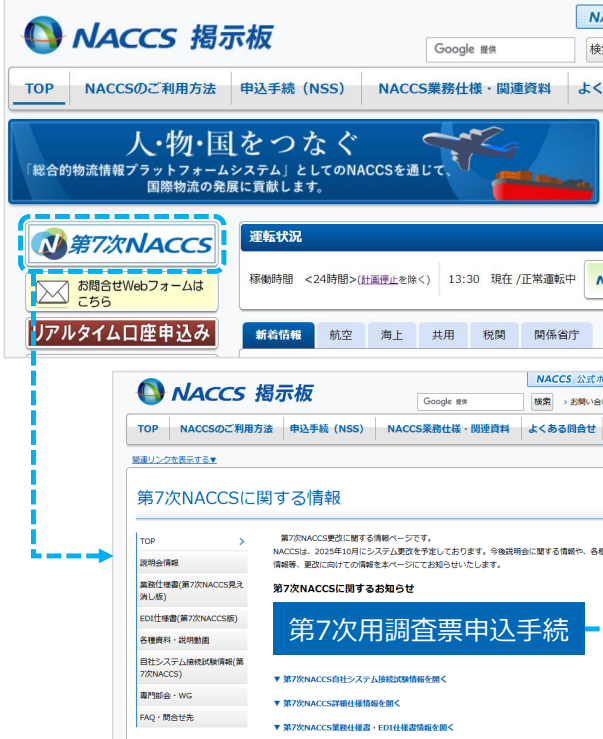 NACCS 掲示板
Google 提供
TOP
NACCSのご利用方法
申込手続（NSS）
NACCS業務仕様・関連資料
人・物・国をつなぐ
「総合的物流情報プラットフォームシステム」としてのNACCSを通じて、
国際物流の発展に貢献します。
第7次NACCS
お問合せWebフォームは
こちら
リアルタイム口座申込み
運転状況
稼働時間 <24時間>(計画停止を除く) 13:30 現在 /正常運転中
新着情報
航空
海上
共用
税関
関係省庁
NACCS 掲示板
NACCS 公式
Google 提供
検索
› お問い合
TOP
NACCSのご利用方法
申込手続（NSS）
NACCS業務仕様・関連資料
よくある問合せ
関連リンクを表示する▼
第7次NACCSに関する情報
TOP
説明会情報
業務仕様書(第7次NACCS見え
消し版)
EDI仕様書(第7次NACCS版)
各種資料・説明動画
自社システム接続試験情報(第
7次NACCS)
専門部会・WG
FAQ・問合せ先
第7次NACCS更改に関する情報ページです。
NACCSは、2025年10月にシステム更改を予定しております。今後説明会に関する情報や、各種
情報等、更改に向けての情報を本ページにてお知らせいたします。
第7次NACCSに関するお知らせ
第7次用調査票申込手続
▼ 第7次NACCS自社システム接続試験情報を開く
▼ 第7次NACCS詳細仕様情報を開く
▼ 第7次NACCS業務仕様書・EDI仕様書情報を開く